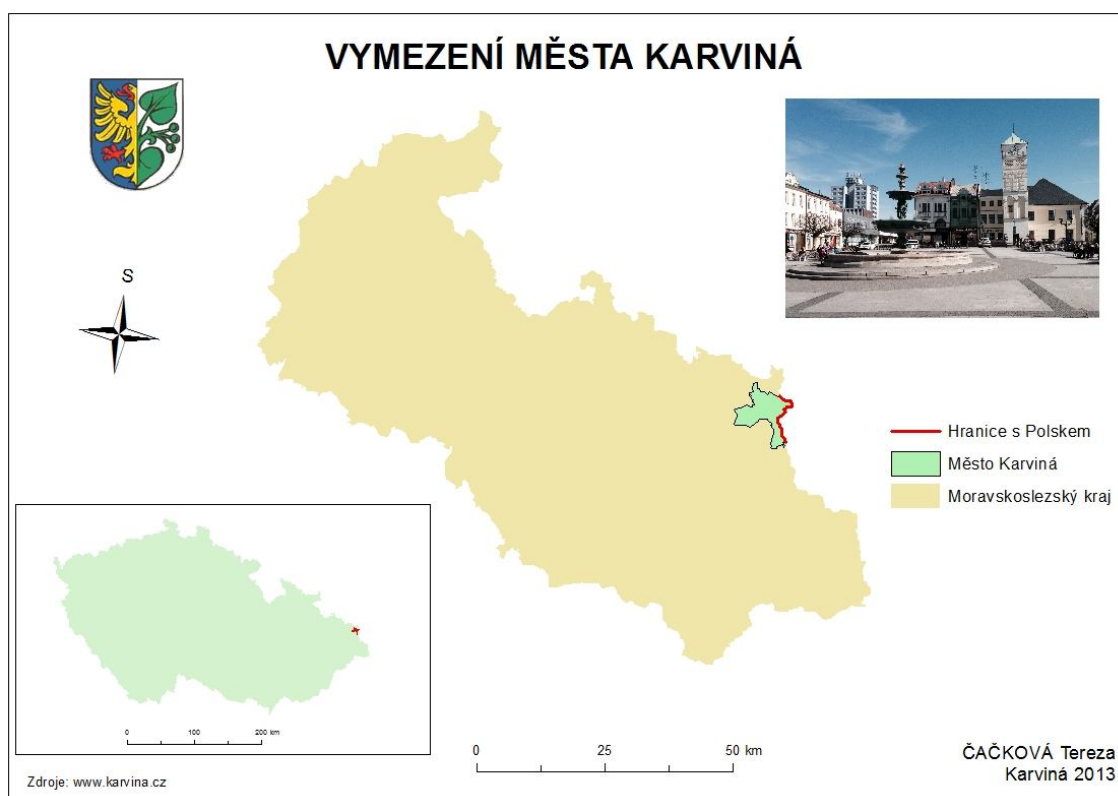 VYMEZENÍ MĚSTA KARVINÁ
S
Hranice s Polskem
Město Karviná
Moravskoslezský kraj
0 100 200 km
0 25 50 km
Zdroje: www.karvina.cz
ČAČKOVÁ Tereza
Karviná 2013